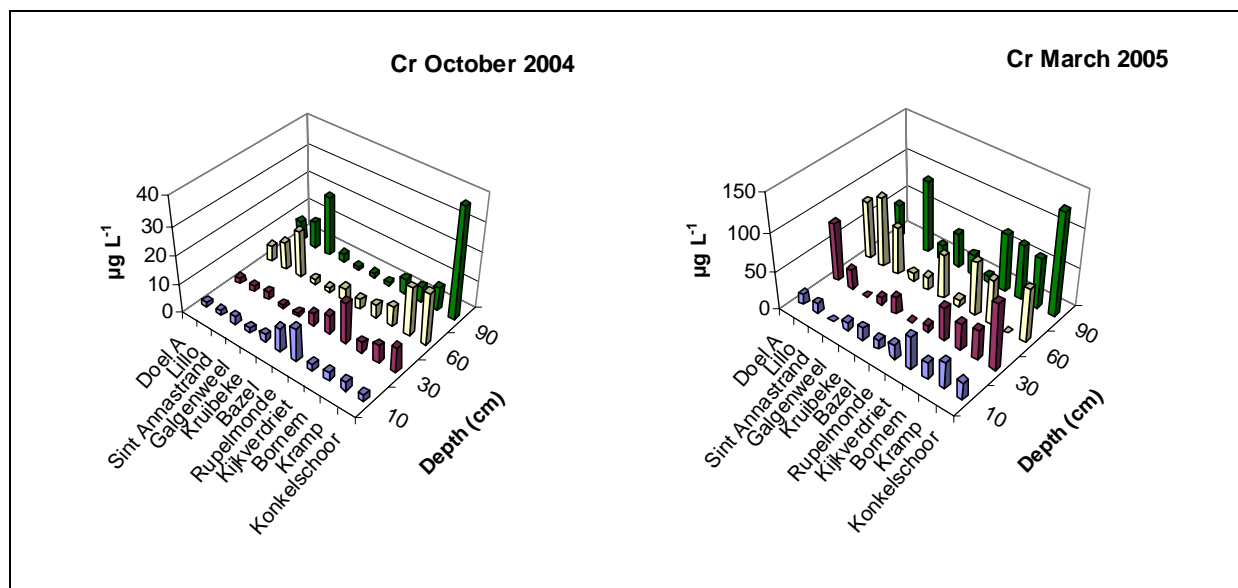 Cr October 2004
µg L-1
40
30
20
10
0
Doel A
Lillo
Sint Annastrand
Galgenweel
Kruibeke
Bazel
Rupelmonde
Kijkverdriet
Bornem
Kramp
Konkelschoor
10
30
60
90
Depth (cm)
Cr March 2005
µg L-1
150
100
50
0
Doel A
Lillo
Sint Annastrand
Galgenweel
Kruibeke
Bazel
Rupelmonde
Kijkverdriet
Bornem
Kramp
Konkelschoor
10
30
60
90
Depth (cm)